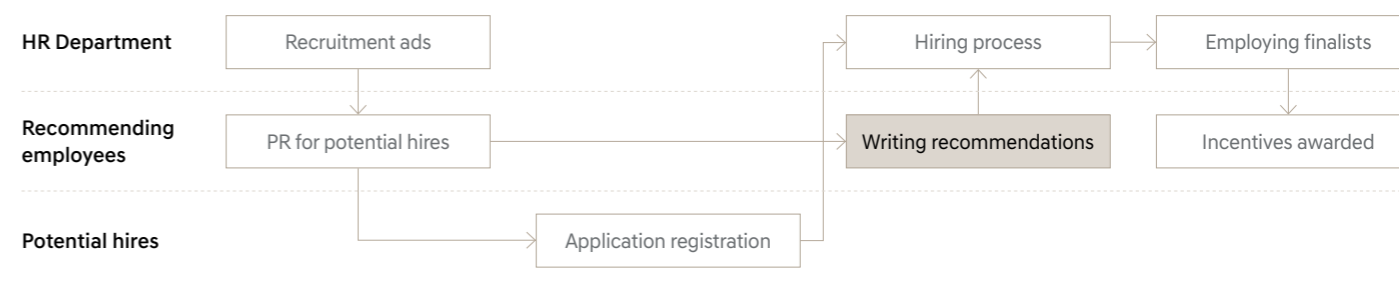 HR Department
Recruitment ads
Hiring process
Employing finalists
Recommending
employees
PR for potential hires
Writing recommendations
Incentives awarded
Potential hires
Application registration